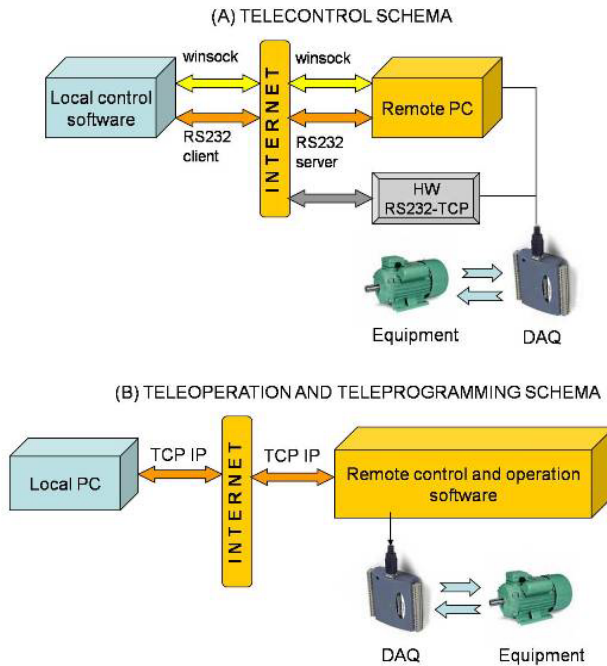 (A) TELECONTROL SCHEMA
winsock
winsock
Local control
software
INTERNET
Remote PC
RS232
client
RS232
server
HW
RS232-TCP
Equipment
DAQ
(B) TELEOPERATION AND TELEPROGRAMMING SCHEMA
TCP IP
TCP IP
Local PC
INTERNET
Remote control and operation
software
DAQ
Equipment